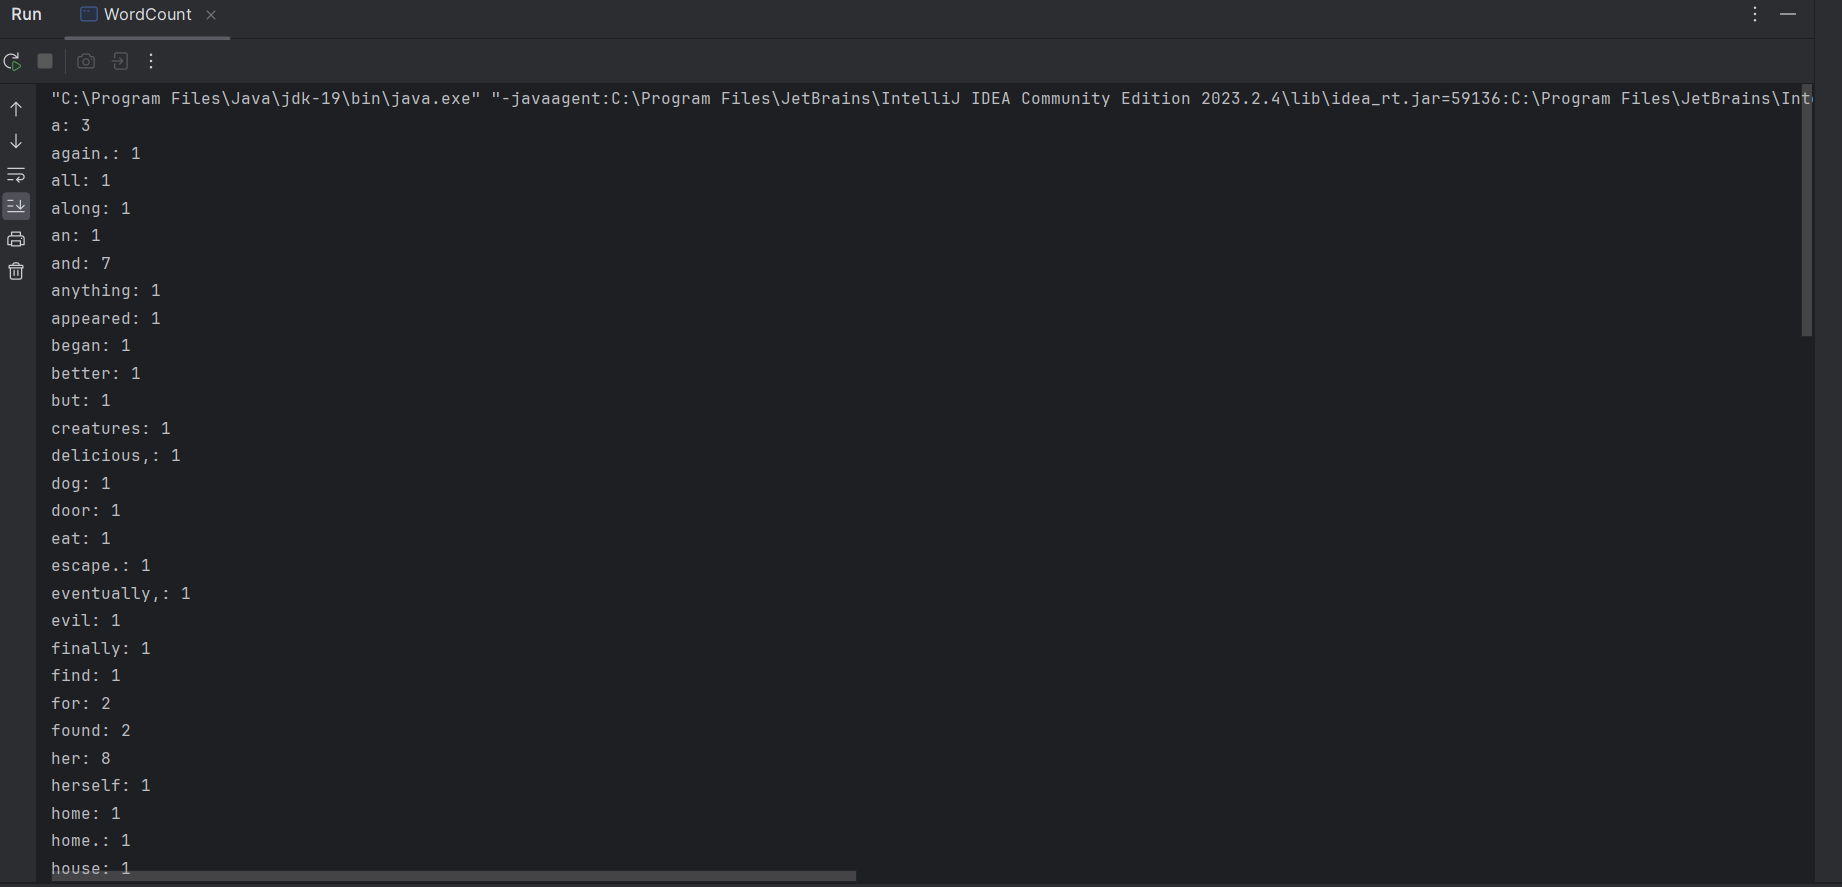 Run WordCount
"C:\Program Files\Java\jdk-19\bin\java.exe" "-javaagent:C:\Program Files\JetBrains\IntelliJ IDEA Community Edition 2023.2.4\lib\idea_rt.jar=59136:C:\Program Files\JetBrains\Inte
a: 3
again.: 1
all: 1
along: 1
an: 1
and: 7
anything: 1
appeared: 1
began: 1
better: 1
but: 1
creatures: 1
delicious,: 1
dog: 1
door: 1
eat: 1
escape.: 1
eventually,: 1
evil: 1
finally: 1
find: 1
for: 2
found: 2
her: 8
herself: 1
home: 1
home.: 1
house: 1